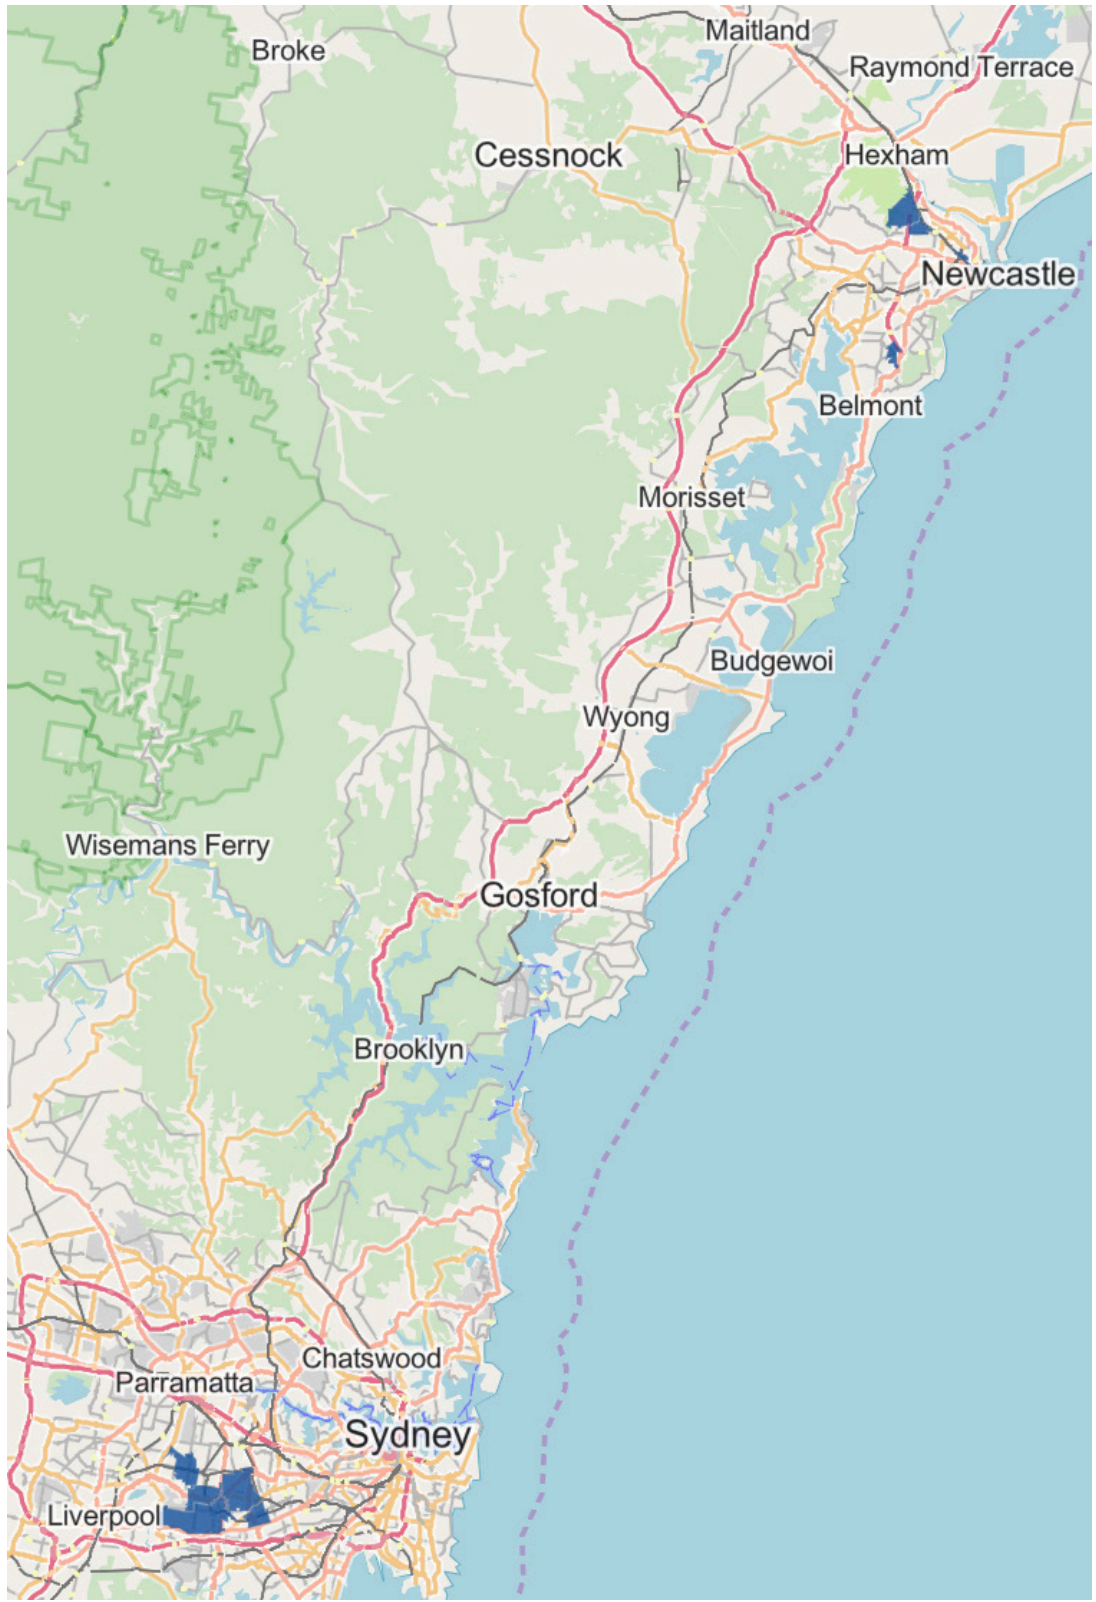 Maitland
Broke
Raymond Terrace
Cessnock
Hexham
Newcastle
Belmont
Morisset
Budgewoi
Wyong
Wisemans Ferry
Gosford
Brooklyn
Chatswood
Parramatta
Sydney
Liverpool